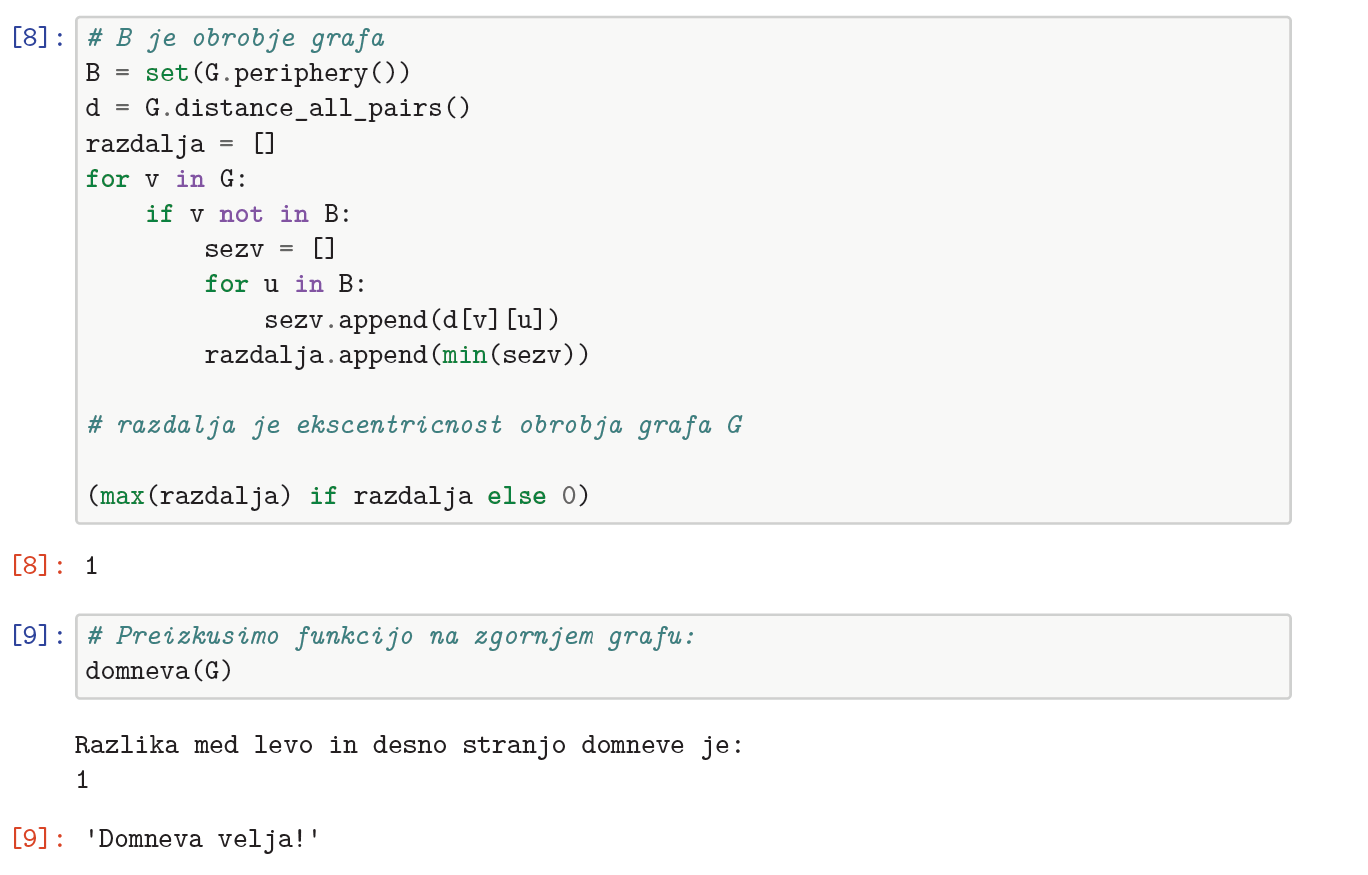 [8]: # B je obrobje grafa
B = set(G.periphery())
d = G.distance_all_pairs()
razdalja = []
for v in G:
    if v not in B:
        sezv = []
        for u in B:
            sezv.append(d[v][u])
        razdalja.append(min(sezv))
# razdalja je ekscentricnost obrobja grafa G
(max(razdalja) if razdalja else 0)
[8]: 1
[9]: # Preizkusimo funkcijo na zgornjem grafu:
domneva(G)
Razlika med levo in desno stranjo domneve je:
1
[9]: 'Domneva velja!'